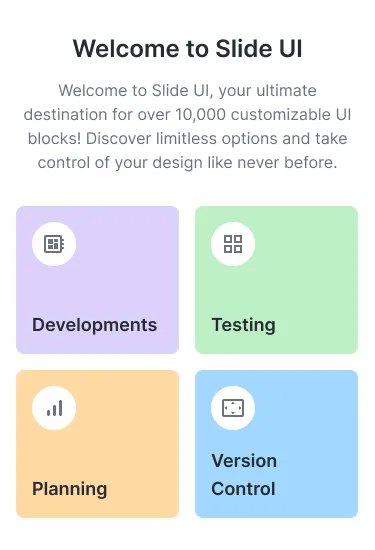 Welcome to Slide UI
Welcome to Slide UI, your ultimate
destination for over 10,000 customizable UI
blocks! Discover limitless options and take
control of your design like never before.
Developments
Testing
Planning
Version
Control